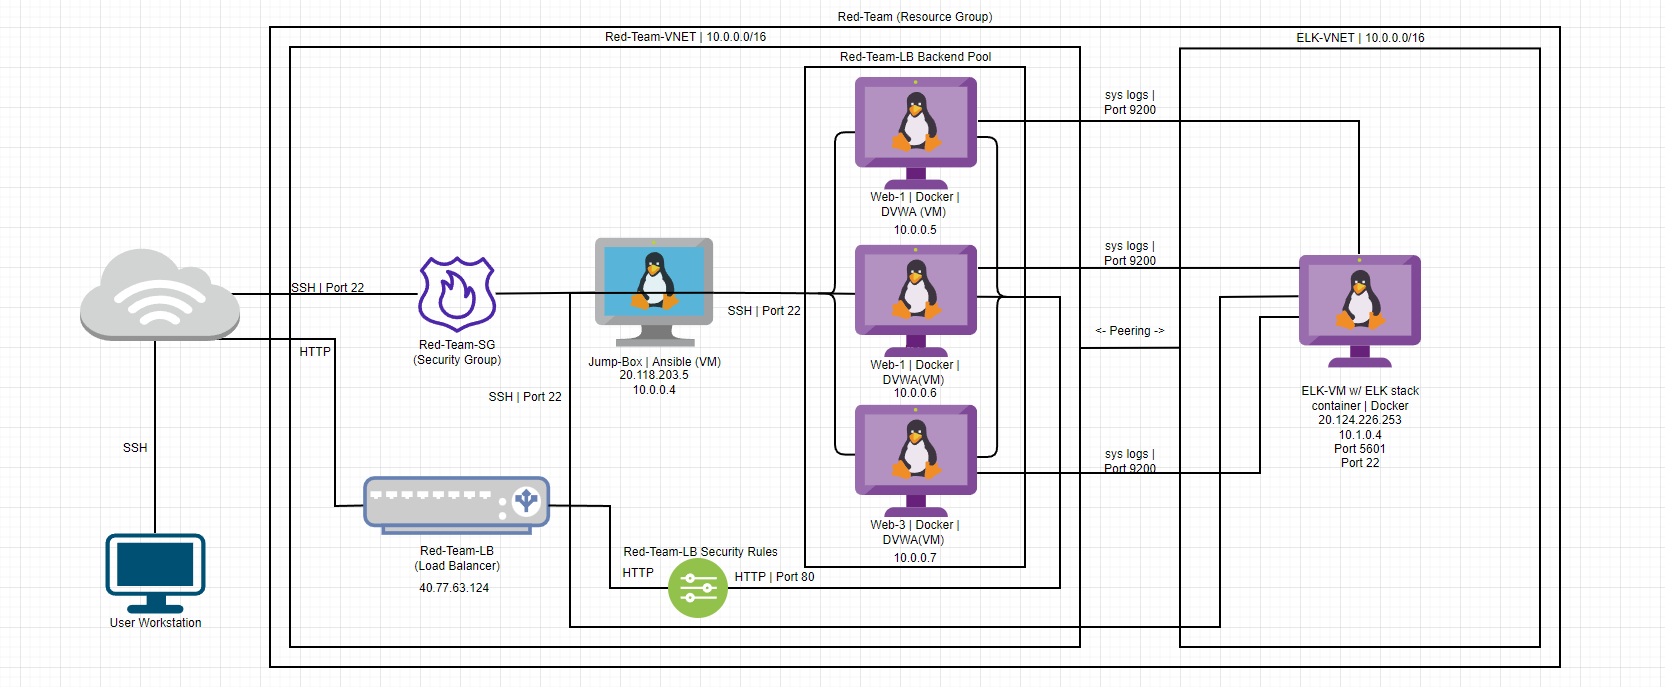 Red-Team (Resource Group)
Red-Team-VNET | 10.0.0.0/16
ELK-VNET | 10.0.0.0/16
Red-Team-LB Backend Pool
sys logs |
Port 9200
Web-1 | Docker |
DVWA (VM)
10.0.0.5
sys logs |
Port 9200
SSH | Port 22
Red-Team-SG
(Security Group)
SSH | Port 22
Jump-Box | Ansible (VM)
20.118.203.5
10.0.0.4
Web-1 | Docker |
DVWA(VM)
10.0.0.6
<- Peering ->
HTTP
SSH | Port 22
ELK-VM w/ ELK stack
container | Docker
20.124.226.253
10.1.0.4
Port 5601
Port 22
SSH
sys logs |
Port 9200
Web-3 | Docker |
DVWA(VM)
10.0.0.7
Red-Team-LB
(Load Balancer)
40.77.63.124
Red-Team-LB Security Rules
HTTP
HTTP | Port 80
User Workstation